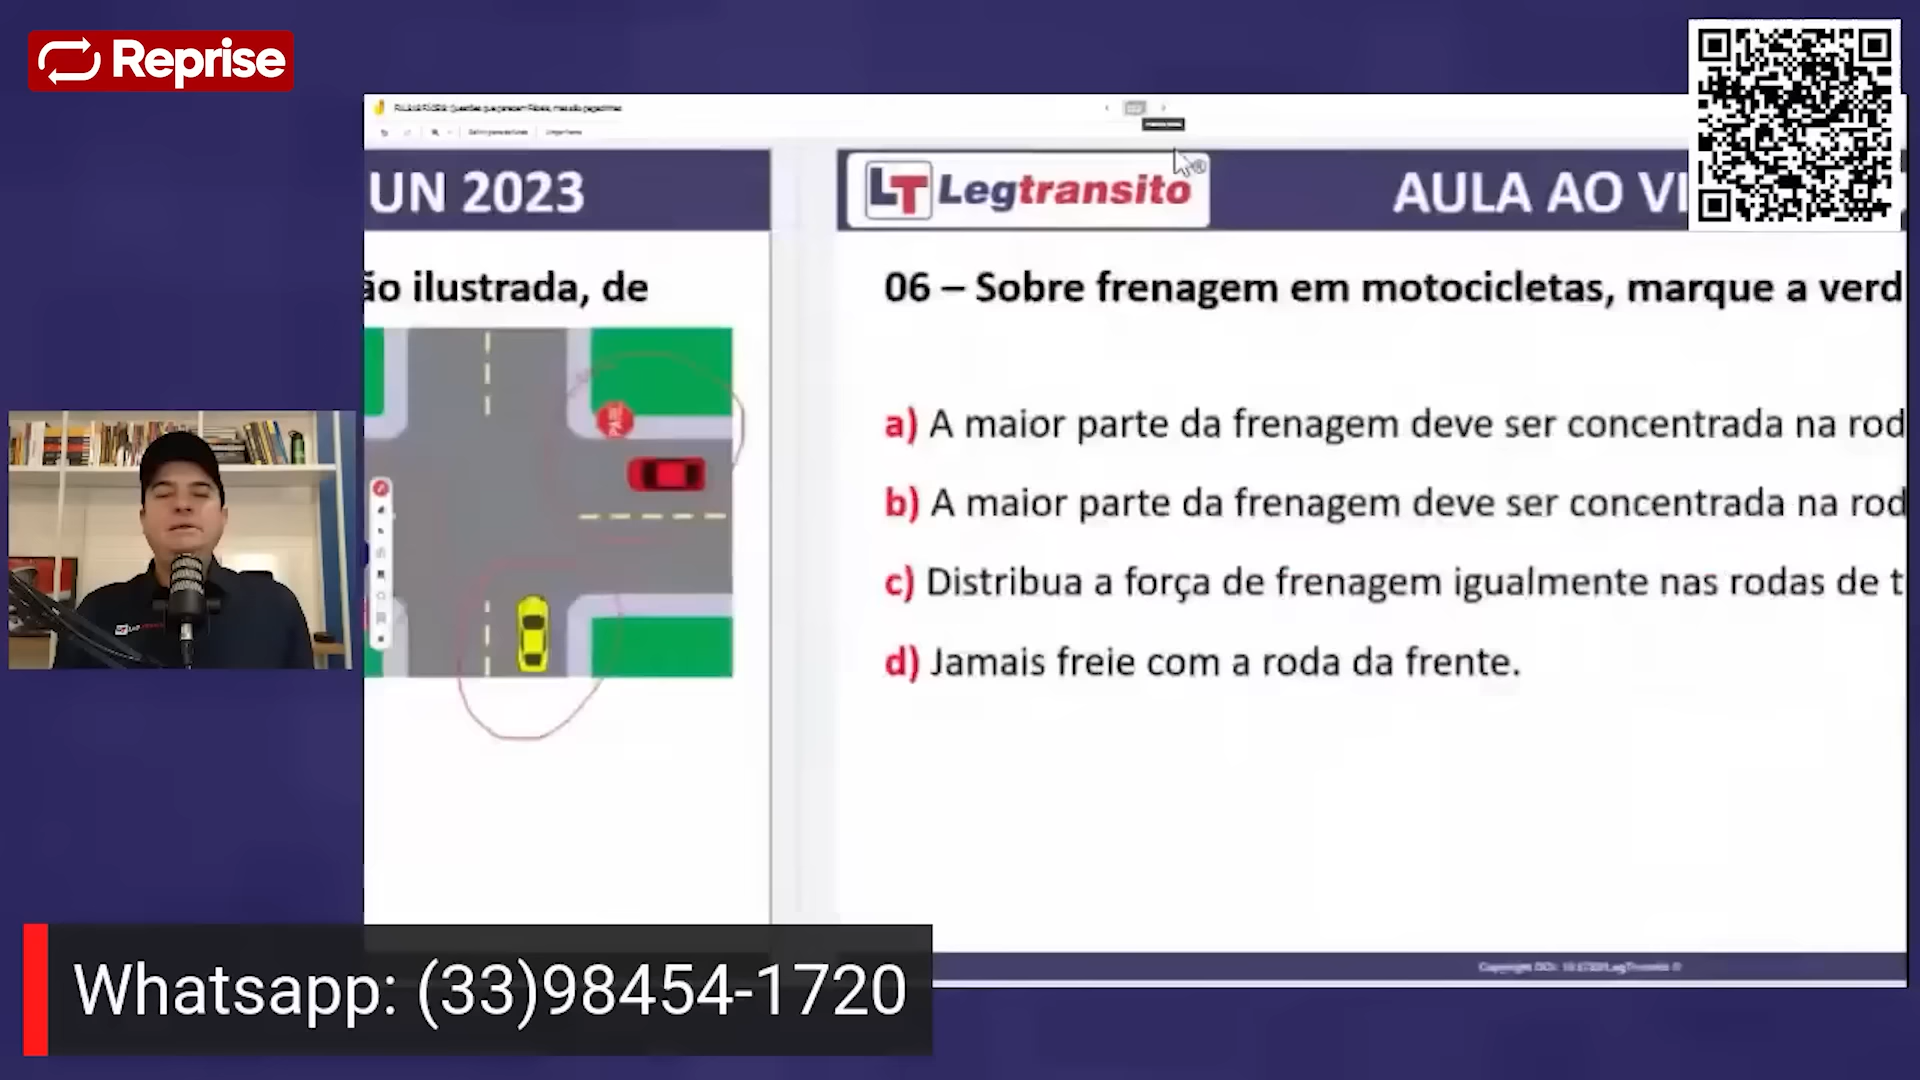 Reprise
UN 2023
Legtransito
AULA AO VI
ão ilustrada, de
PARE
06 – Sobre frenagem em motocicletas, marque a verd
a) A maior parte da frenagem deve ser concentrada na rod
b) A maior parte da frenagem deve ser concentrada na rod
c) Distribua a força de frenagem igualmente nas rodas de t
d) Jamais freie com a roda da frente.
Whatsapp: (33)98454-1720